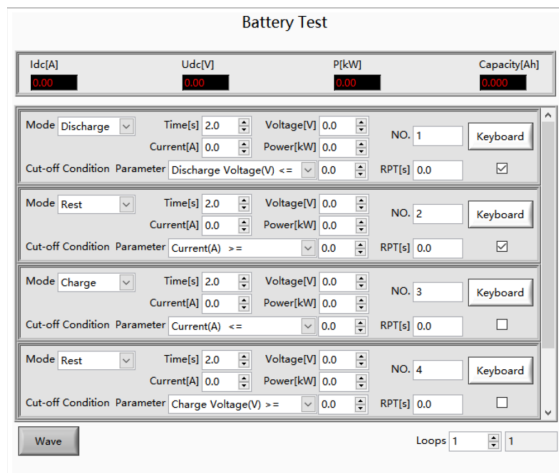 Battery Test
Idc[A] Udc[V] P[kW] Capacity[Ah]
0.00 0.00 0.00 0.000
Mode Discharge Time[s] 2.0 Voltage[V] 0.0 NO. 1 Keyboard
Current[A] 0.0 Power[kW] 0.0
Cut-off Condition Parameter Discharge Voltage(V) <= 0.0 RPT[s] 0.0
Mode Rest Time[s] 2.0 Voltage[V] 0.0 NO. 2 Keyboard
Current[A] 0.0 Power[kW] 0.0
Cut-off Condition Parameter Current(A) >= 0.0 RPT[s] 0.0
Mode Charge Time[s] 2.0 Voltage[V] 0.0 NO. 3 Keyboard
Current[A] 0.0 Power[kW] 0.0
Cut-off Condition Parameter Current(A) <= 0.0 RPT[s] 0.0
Mode Rest Time[s] 2.0 Voltage[V] 0.0 NO. 4 Keyboard
Current[A] 0.0 Power[kW] 0.0
Cut-off Condition Parameter Charge Voltage(V) >= 0.0 RPT[s] 0.0
Wave Loops 1 1